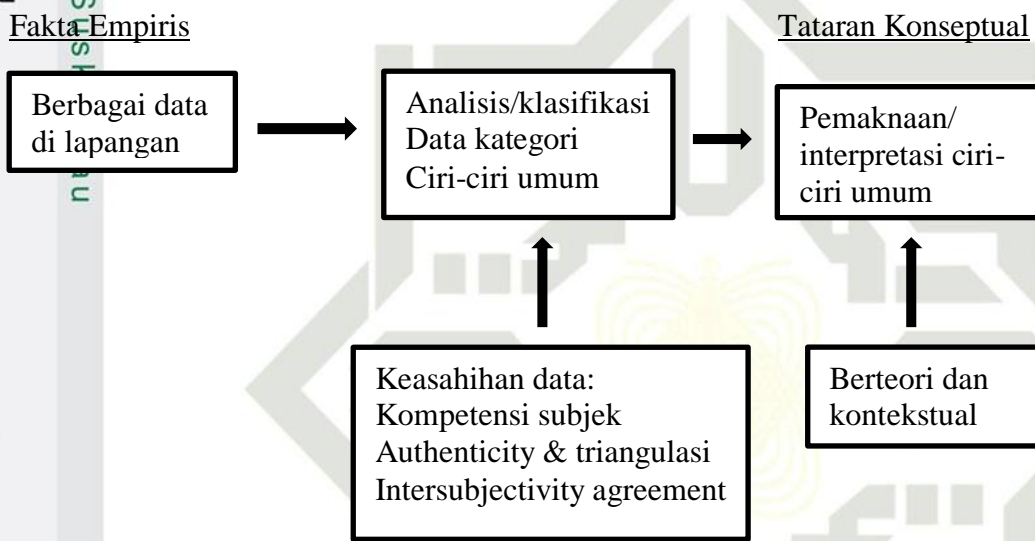 Fakta Empiris
Tataran Konseptual
Berbagai data
di lapangan
Analisis/klasifikasi
Data kategori
Ciri-ciri umum
Pemaknaan/
interpretasi ciri-
ciri umum
Keasahihan data:
Kompetensi subjek
Authenticity & triangulasi
Intersubjectivity agreement
Berteori dan
kontekstual